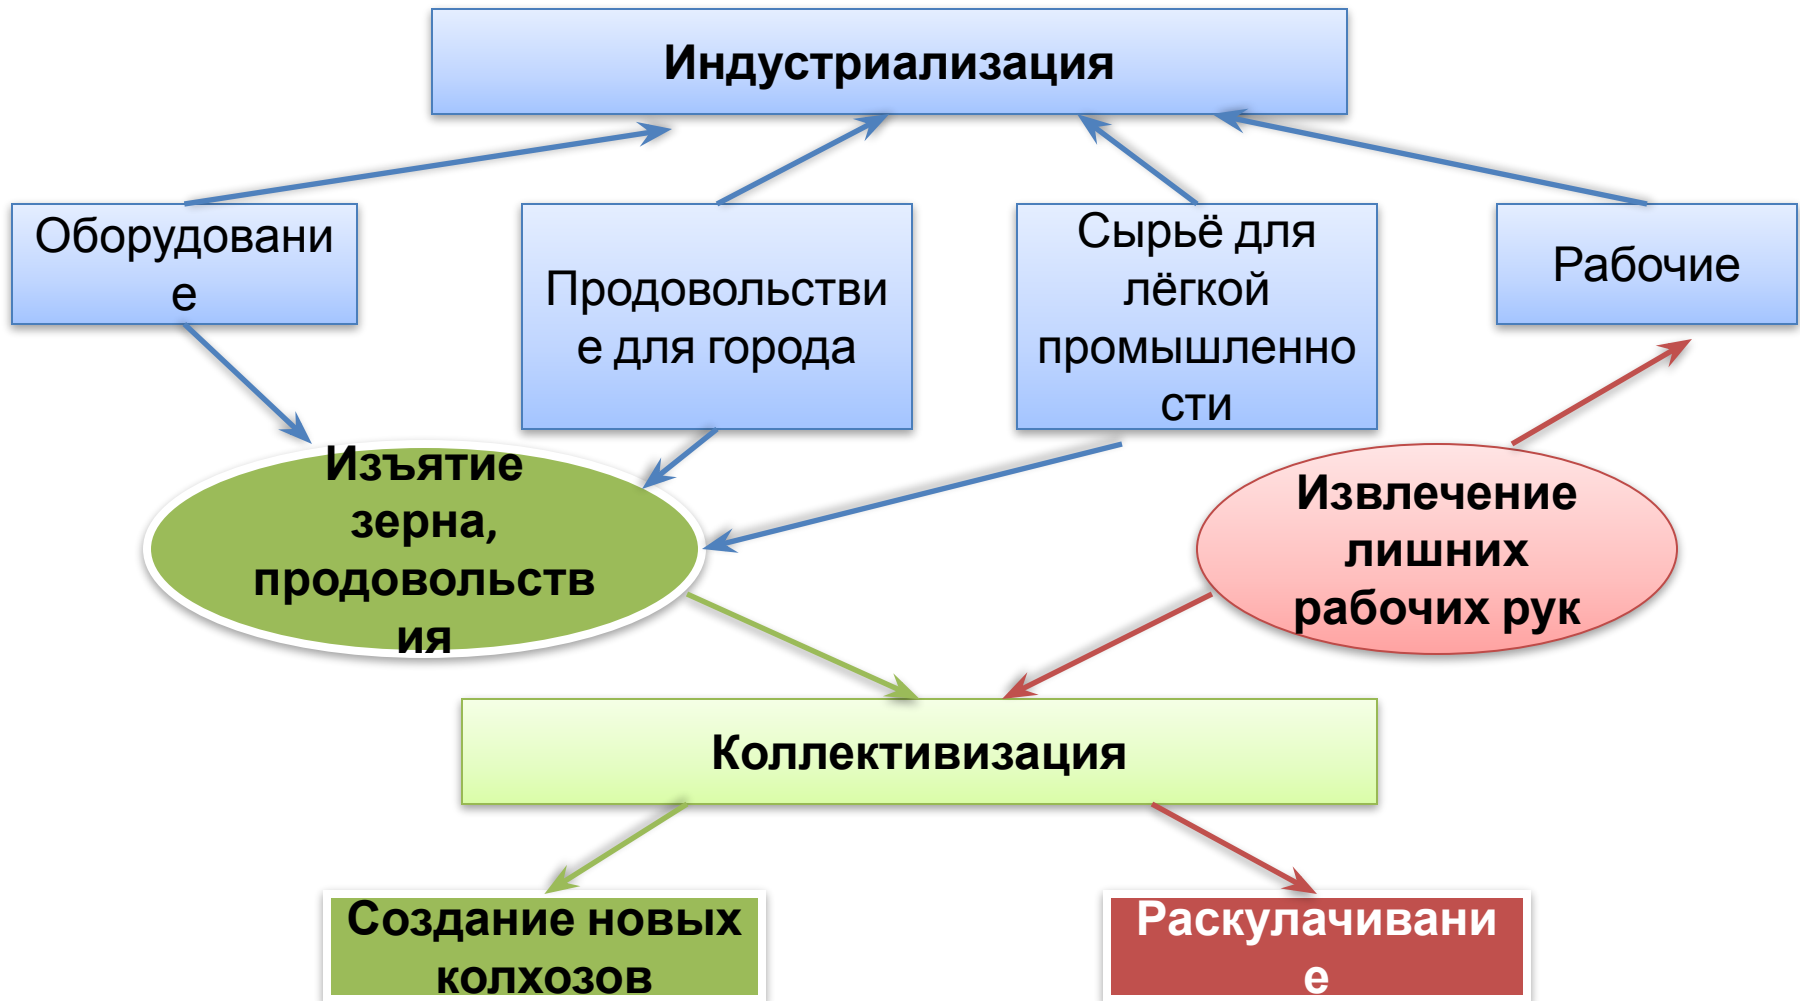 Индустриализация
Оборудовани
е
Продовольстви
е для города
Сырьё для
лёгкой
промышленно
сти
Рабочие
Изъятие
зерна,
продовольств
ия
Извлечение
лишних
рабочих рук
Коллективизация
Создание новых
колхозов
Раскулачивани
е